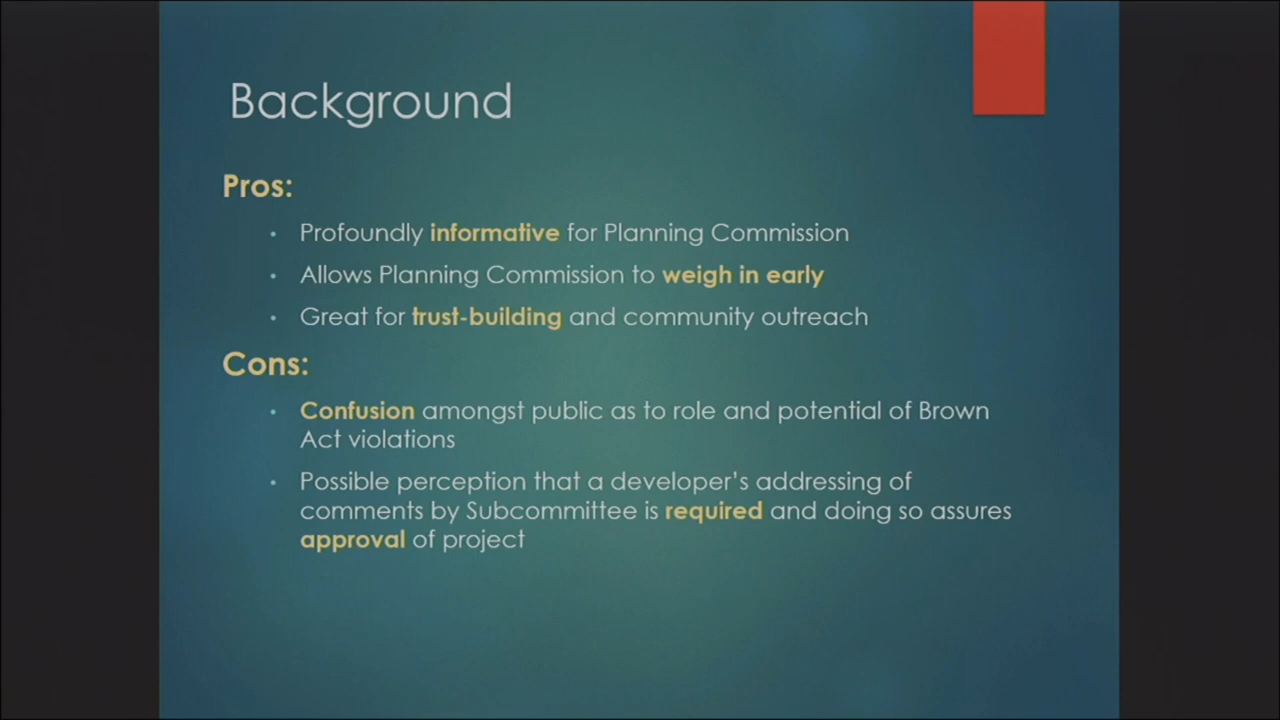 Background
Pros:
• Profoundly informative for Planning Commission
• Allows Planning Commission to weigh in early
• Great for trust-building and community outreach
Cons:
• Confusion amongst public as to role and potential of Brown
Act violations
• Possible perception that a developer's addressing of
comments by Subcommittee is required and doing so assures
approval of project